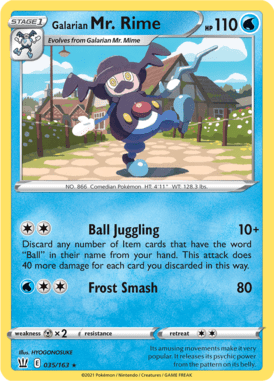 STAGE 1
Galarian Mr. Rime
HP 110
Evolves from Galarian Mr. Mime
NO. 866 Comedian Pokémon HT: 4'11" WT: 128.3 lbs.
Ball Juggling 10+
Discard any number of Item cards that have the word
"Ball" in their name from your hand. This attack does
40 more damage for each card you discarded in this way.
Frost Smash 80
weakness ×2 resistance retreat
Illus. HYOGONOSUKE
035/163
Its amusing movements make it very
popular. It releases its psychic power
from the pattern on its belly.
©2021 Pokémon / Nintendo / Creatures / GAME FREAK